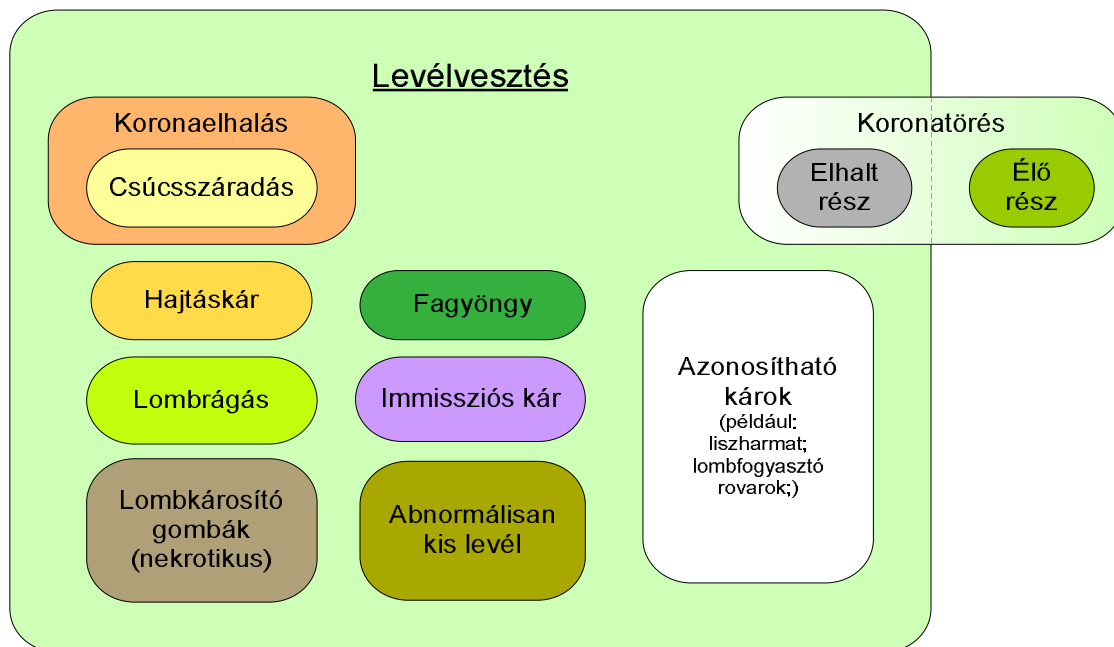 Levélvesztés
Koronaelhalás
Csúcsszáradás
Koronatörés
Elhalt
rész
Élő
rész
Hajtáskár
Fagyöngy
Lombrágás
Immissziós kár
Lombkárosító
gombák
(nekrotikus)
Abnormálisan
kis levél
Azonosítható
károk
(például:
liszharmat;
lombfogyasztó
rovarok;)